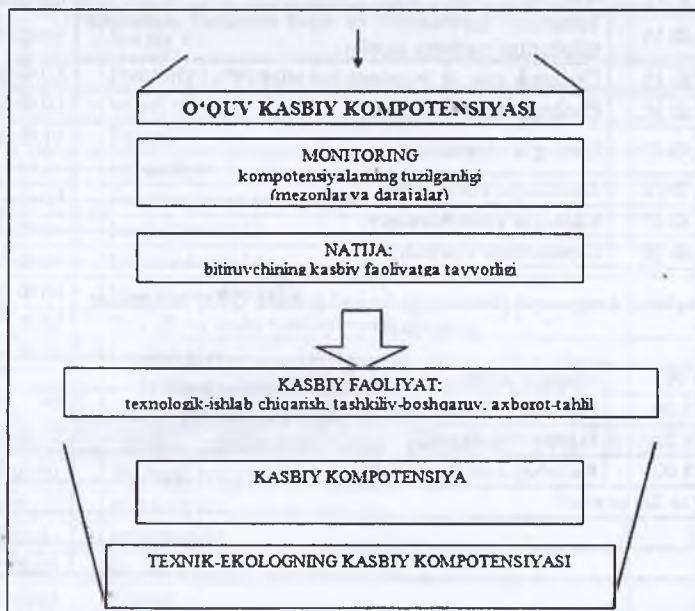 O‘QUV KASBIY KOMPOTENSIYASI
MONITORING
kompotensiyalarning tuzilganligi
(mezonlar va darajalar)
NATIJA:
bitiruvchining kasbiy faoliyatga tayyorligi
KASBIY FAOLIYAT:
texnologik-ishlab chiqarish, tashkiliy-boshqaruv, axborot-tahlil
KASBIY KOMPOTENSIYA
TEXNIK-EKOLOGNING KASBIY KOMPOTENSIYASI